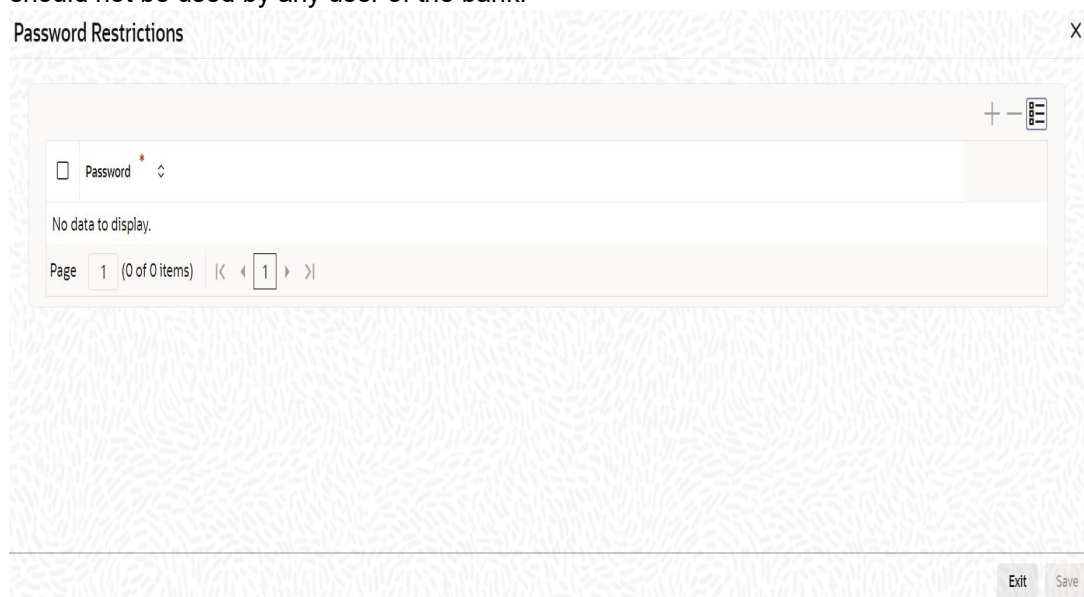 should not be used by any user of the bank.
Password Restrictions X
Password * 
No data to display.
Page 1 (0 of 0 items) 1
Exit Save